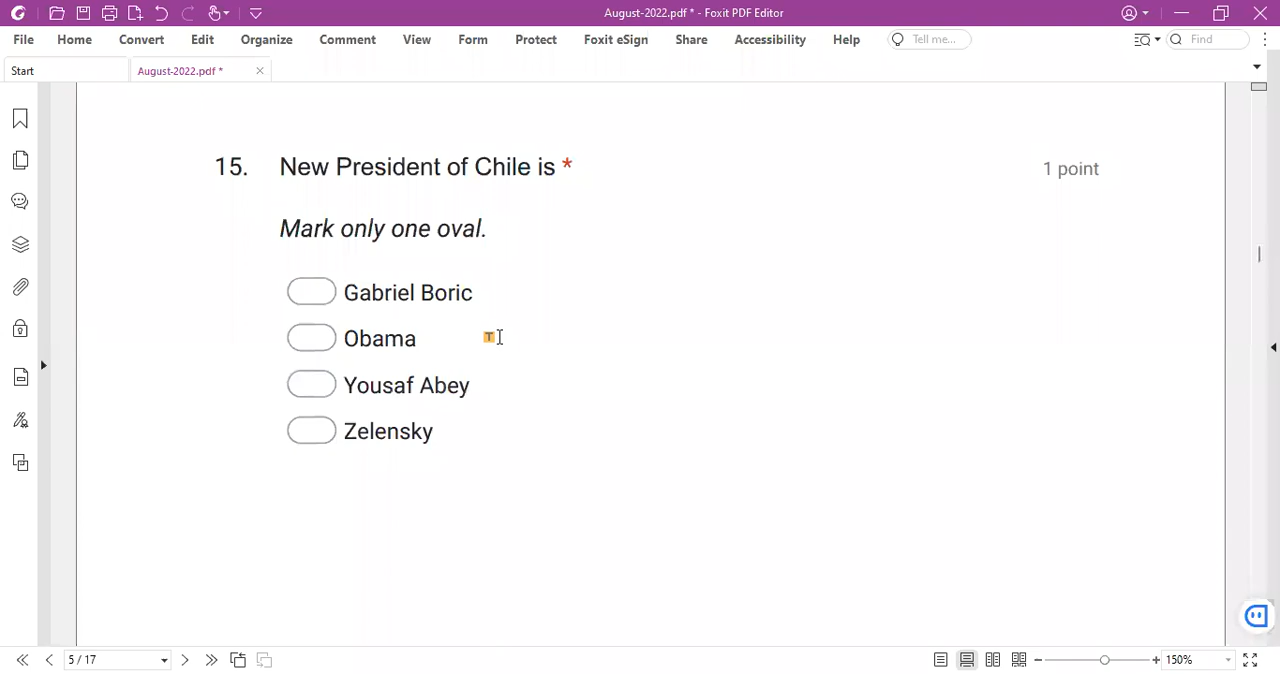 August-2022.pdf * - Foxit PDF Editor
File Home Convert Edit Organize Comment View Form Protect Foxit eSign Share Accessibility Help Tell me... Find
Start August-2022.pdf *
15. New President of Chile is * 1 point
Mark only one oval.
Gabriel Boric
Obama T
Yousaf Abey
Zelensky
5 / 17 150%